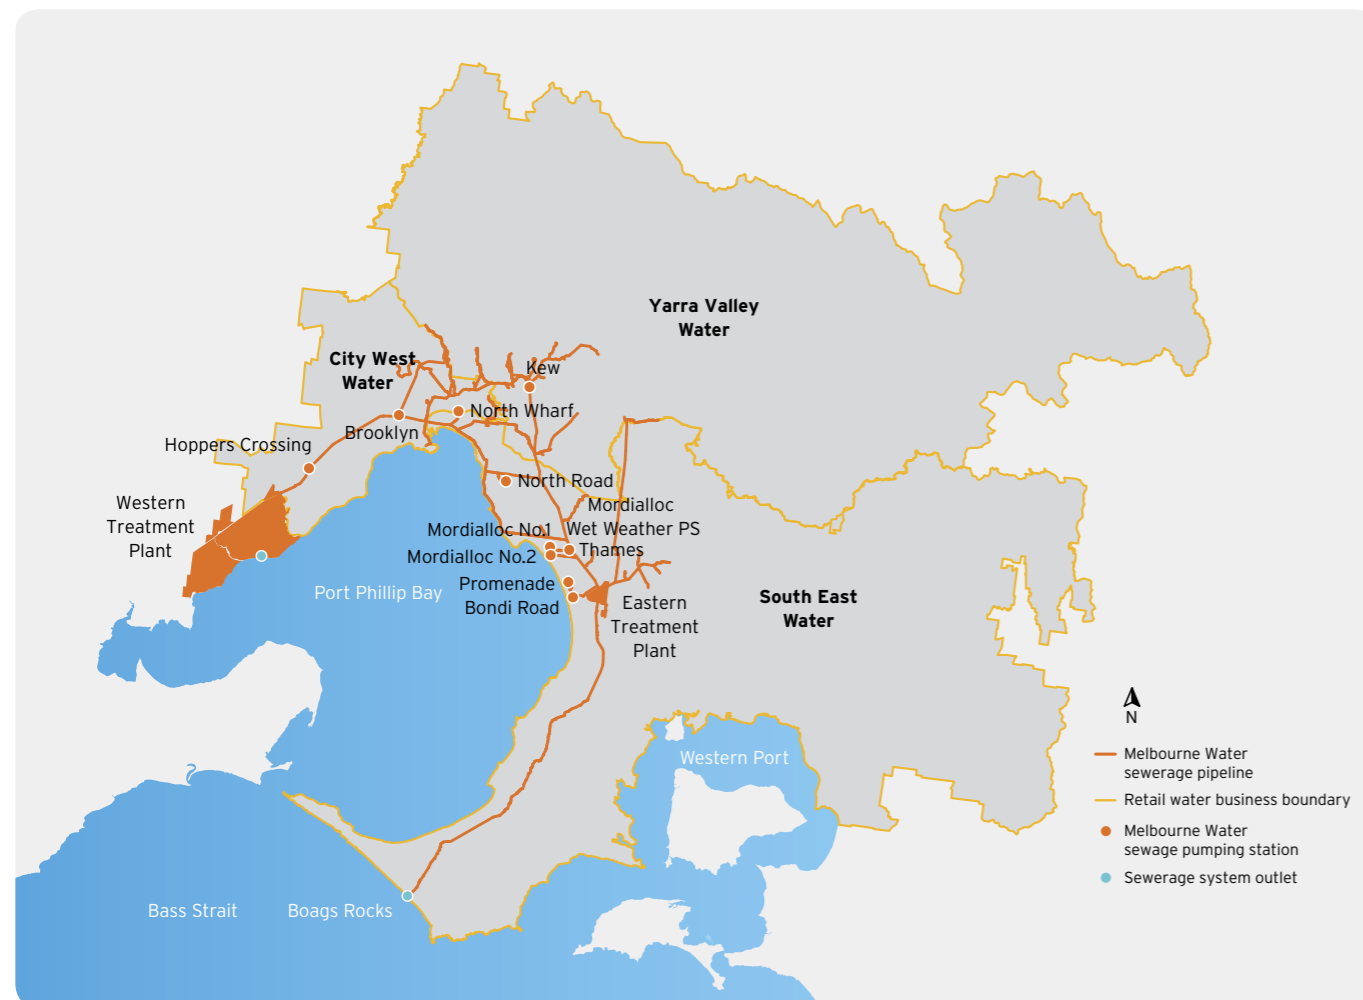 Yarra Valley
Water
City West
Water
Kew
North Wharf
Brooklyn
Hoppers Crossing
Western
Treatment
Plant
North Road
Mordialloc
Wet Weather PS
Mordialloc No.1
Thames
Mordialloc No.2
Promenade
Bondi Road
Port Phillip Bay
Eastern
Treatment
Plant
South East
Water
Western Port
Bass Strait
Boags Rocks
N
Melbourne Water
sewerage pipeline
Retail water business boundary
Melbourne Water
sewage pumping station
Sewerage system outlet